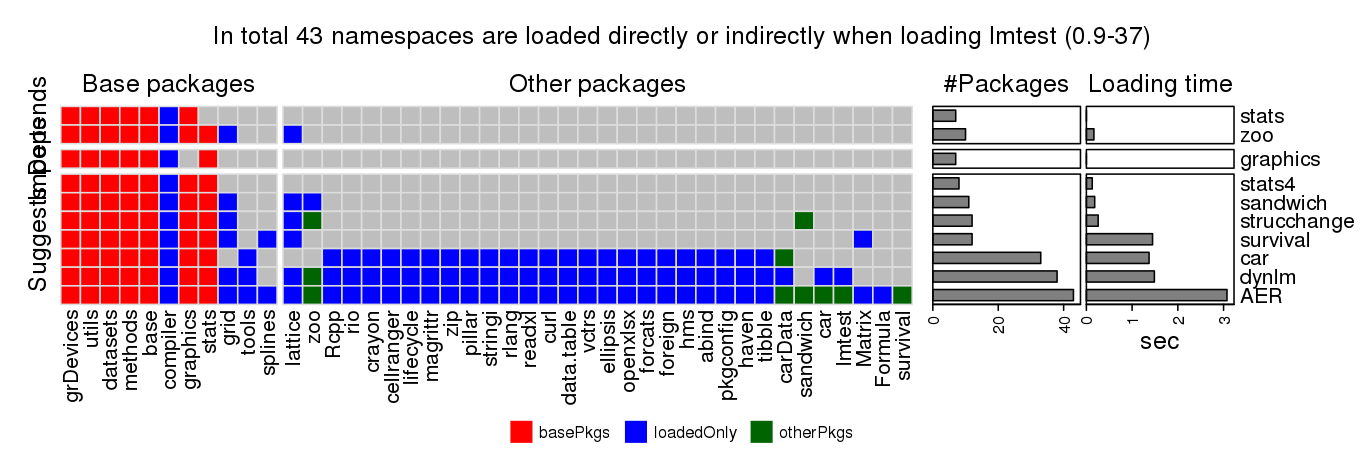 In total 43 namespaces are loaded directly or indirectly when loading lmtest (0.9-37)
Base packages
Other packages
#Packages
Loading time
Depends
Imports
Suggests
stats
zoo
graphics
stats4
sandwich
strucchange
survival
car
dynlm
AER
grDevices
utils
datasets
methods
base
compiler
graphics
stats
grid
tools
splines
lattice
zoo
Rcpp
rio
crayon
cellranger
lifecycle
magrittr
zip
pillar
stringi
rlang
readxl
curl
data.table
vctrs
ellipsis
openxlsx
forcats
foreign
hms
abind
pkgconfig
haven
tibble
carData
sandwich
car
lmtest
Matrix
Formula
survival
0
20
40
0
1
2
3
sec
basePkgs
loadedOnly
otherPkgs